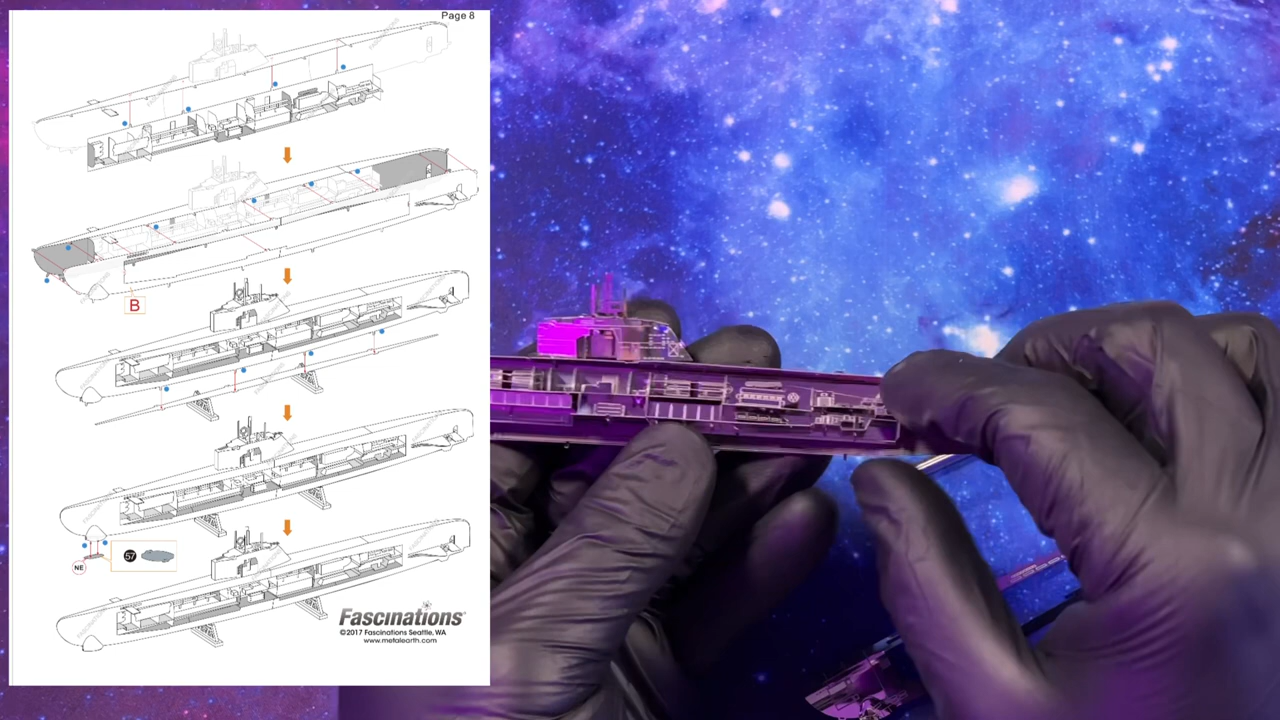 Page 8
B
57
NE
Fascinations
©2017 Fascinations Seattle, WA
www.metalearth.com